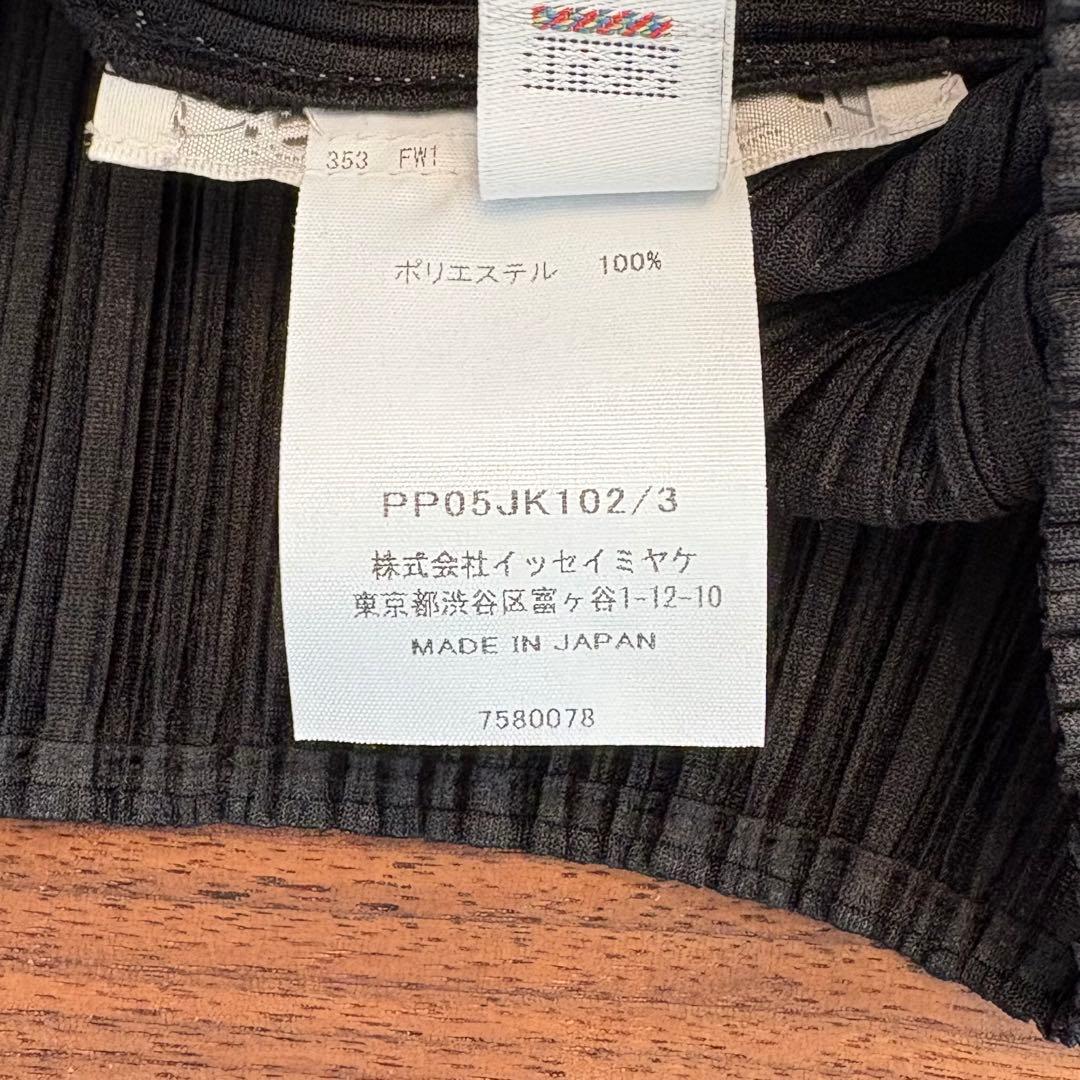 353 FW1
ポリエステル 100%
PP05JK102/3
株式会社イッセイミヤケ
東京都渋谷区富ヶ谷1-12-10
MADE IN JAPAN
7580078